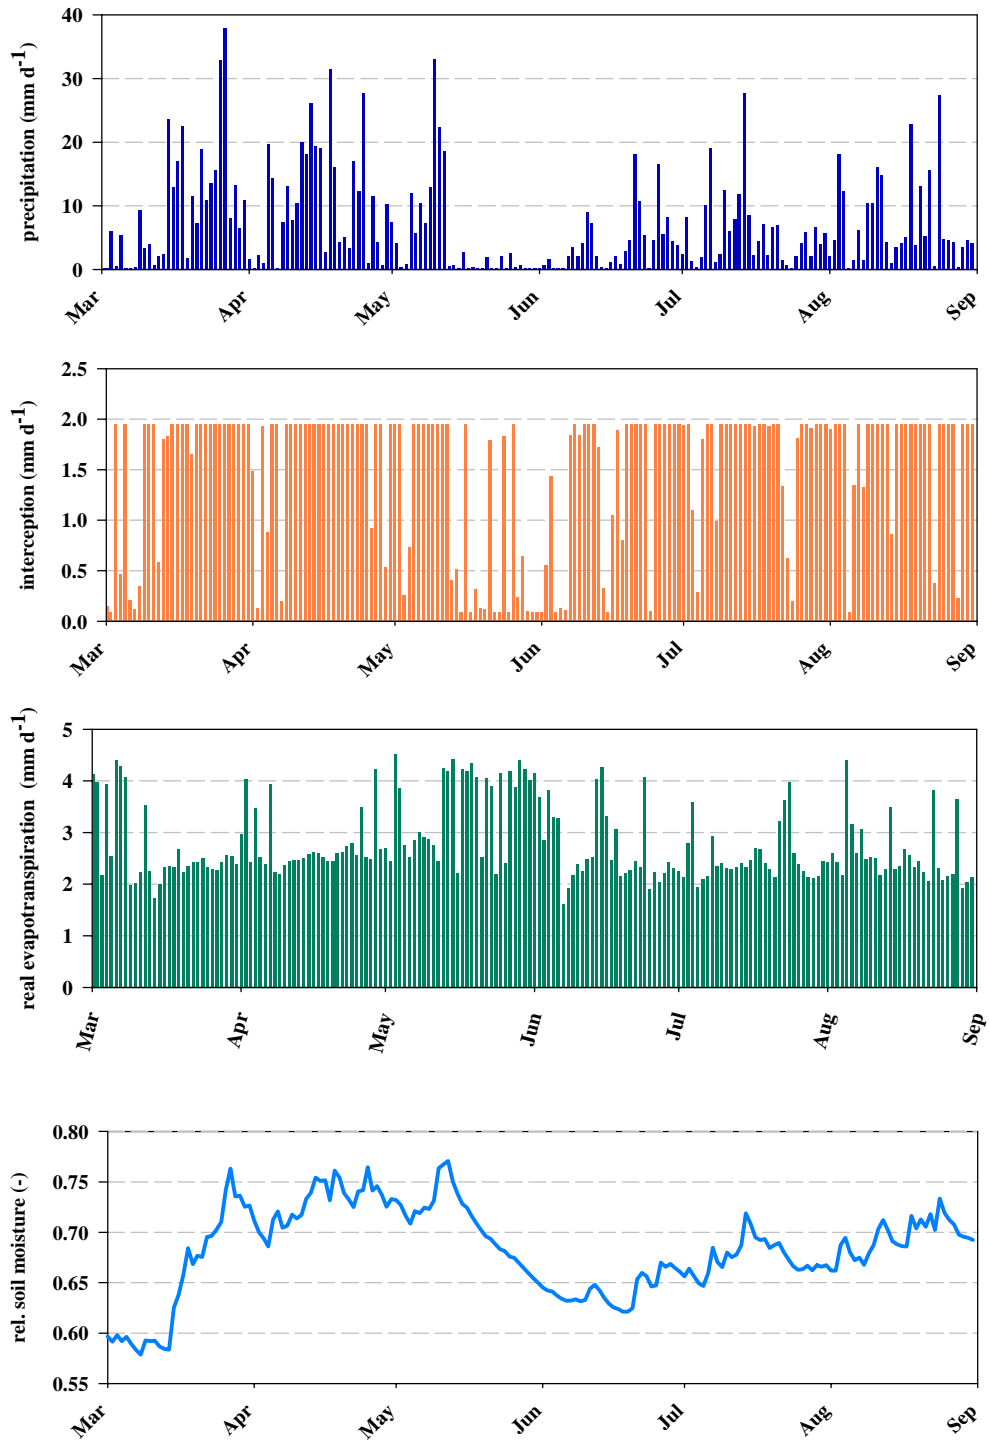 precipitation (mm d-1)
40
30
20
10
0
Mar Apr May Jun Jul Aug Sep
interception (mm d-1)
2.5
2.0
1.5
1.0
0.5
0.0
Mar Apr May Jun Jul Aug Sep
real evapotranspiration (mm d-1)
5
4
3
2
1
0
Mar Apr May Jun Jul Aug Sep
rel. soil moisture (-)
0.80
0.75
0.70
0.65
0.60
0.55
Mar Apr May Jun Jul Aug Sep